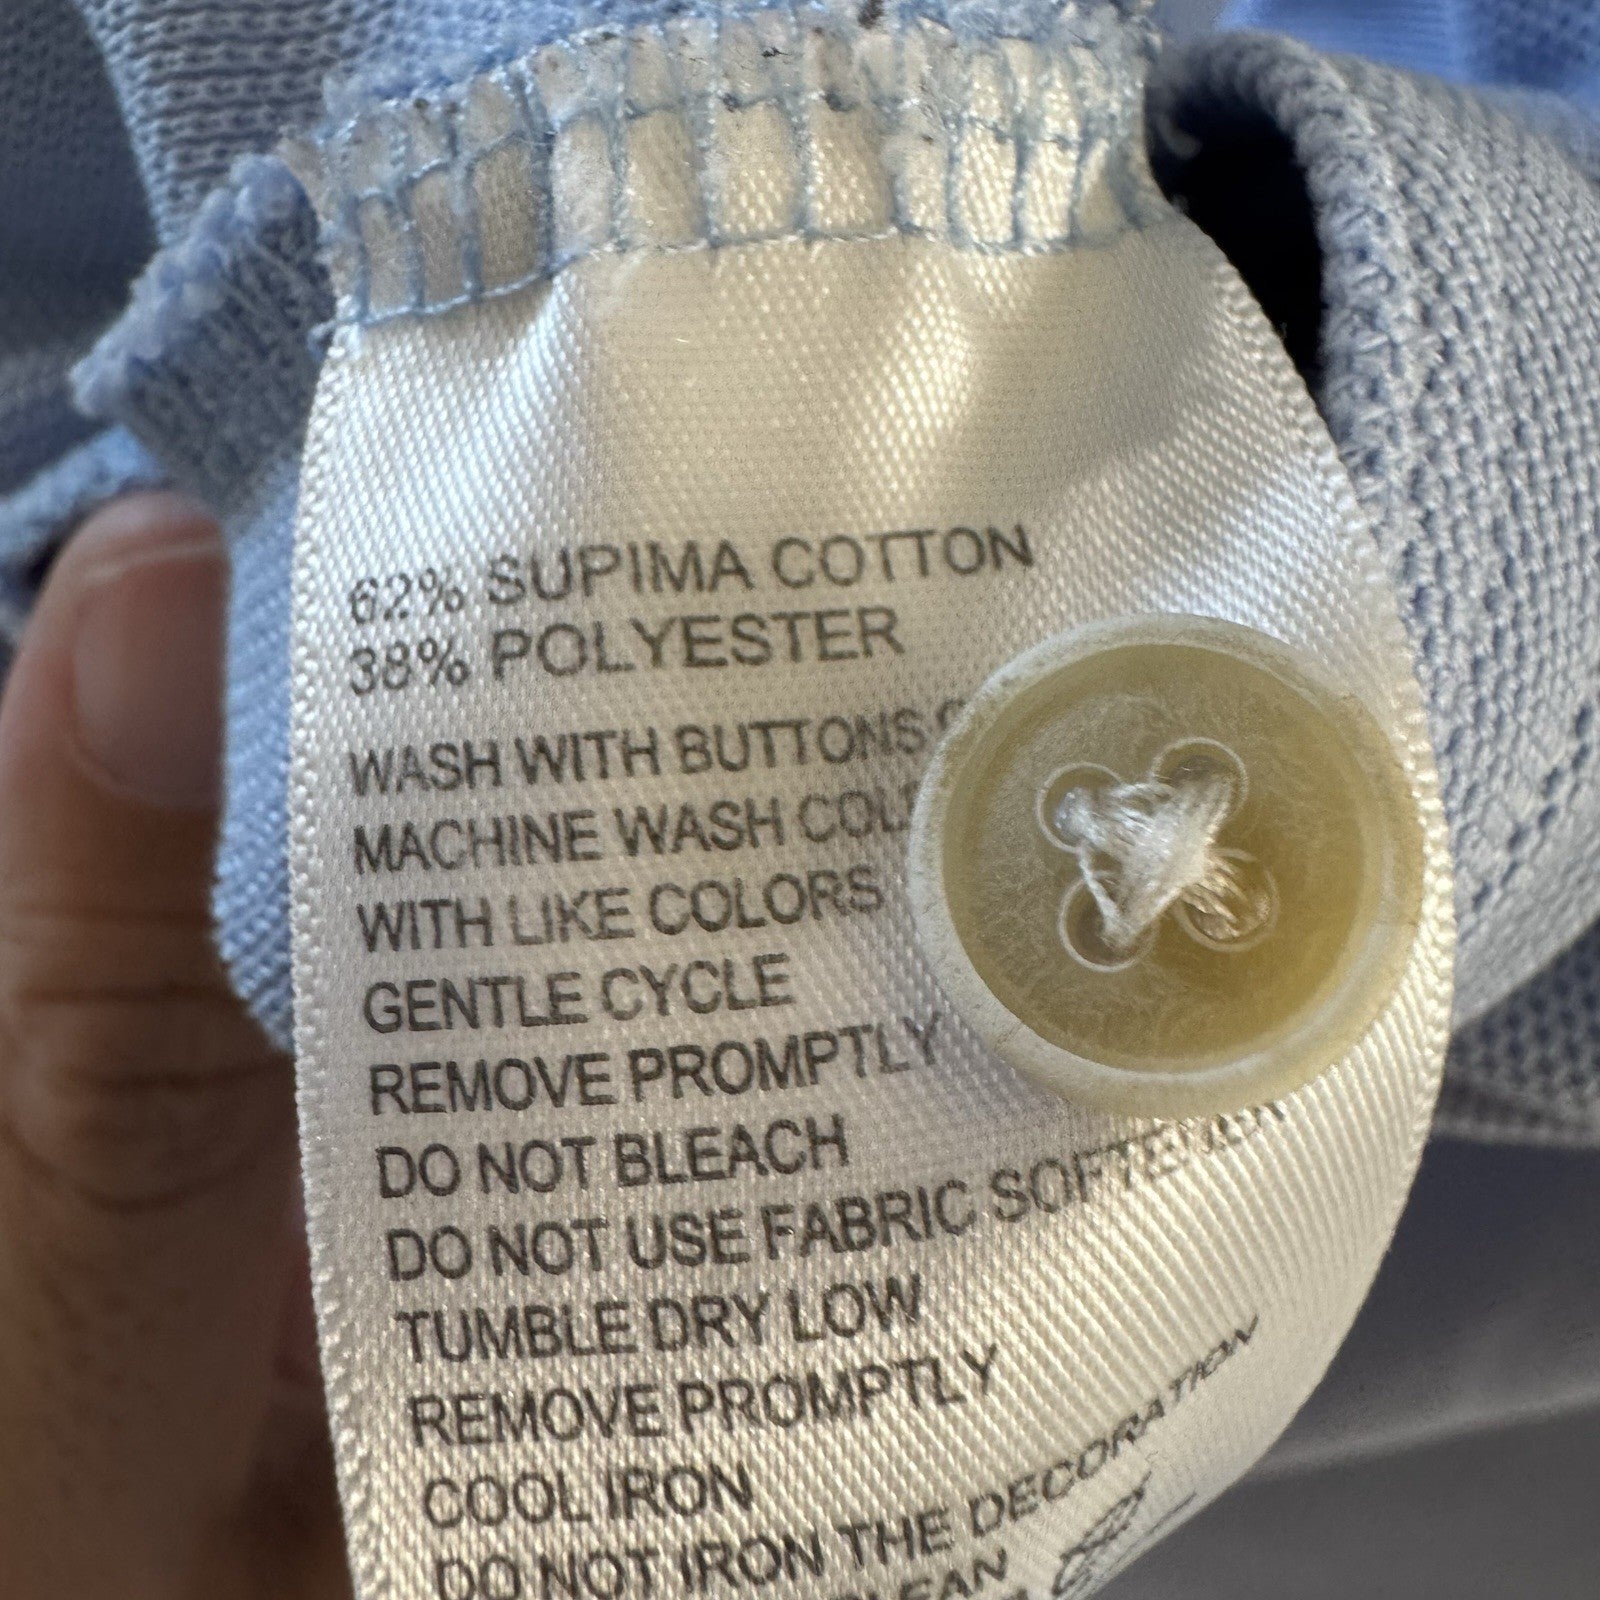 62% SUPIMA COTTON
38% POLYESTER
WASH WITH BUTTONS
MACHINE WASH
WITH LIKE COLORS
GENTLE CYCLE
REMOVE PROMPTLY
DO NOT BLEACH
DO NOT USE FABRIC SOFTENER
TUMBLE DRY LOW
REMOVE PROMPTLY
COOL IRON
DO NOT IRON THE DECORATION